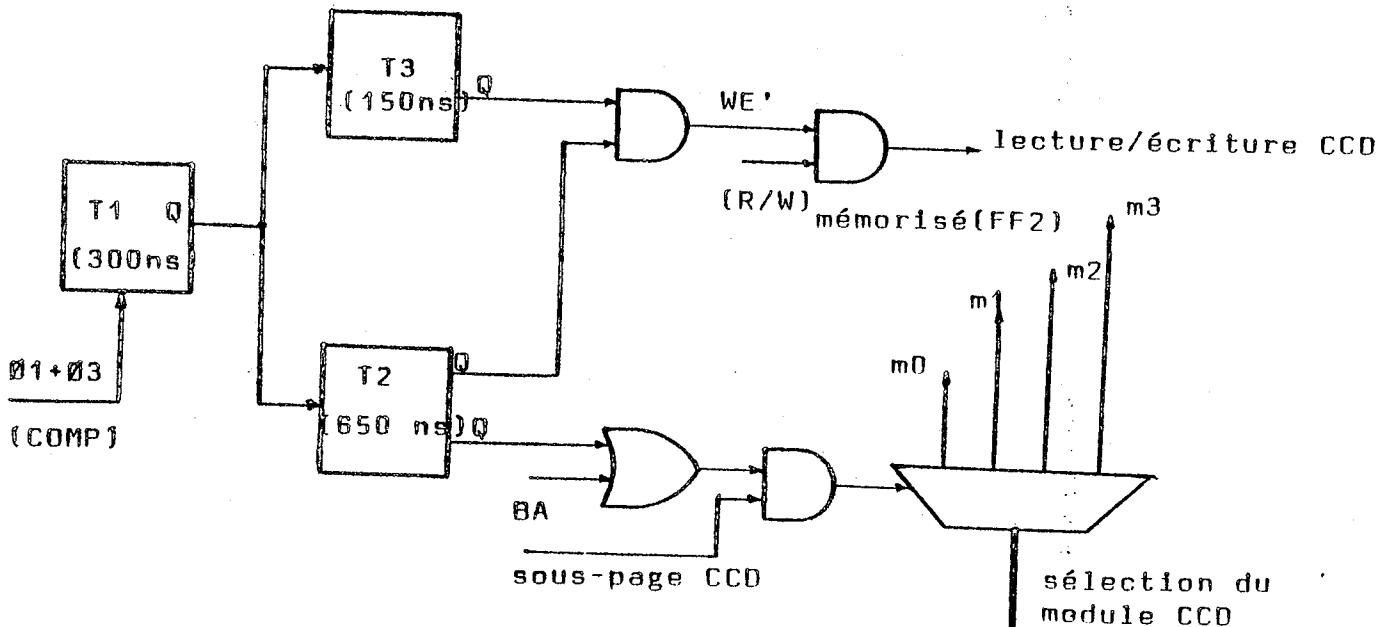 T3
(150ns)
Q
WE'
lecture/écriture CCD
(R/W)
mémorisé(FF2)
T1 Q
(300ns
m3
m2
m1
m0
Ø1+Ø3
(COMP)
T2
(650 ns)
Q
Q
BA
sous-page CCD
sélection du
module CCD